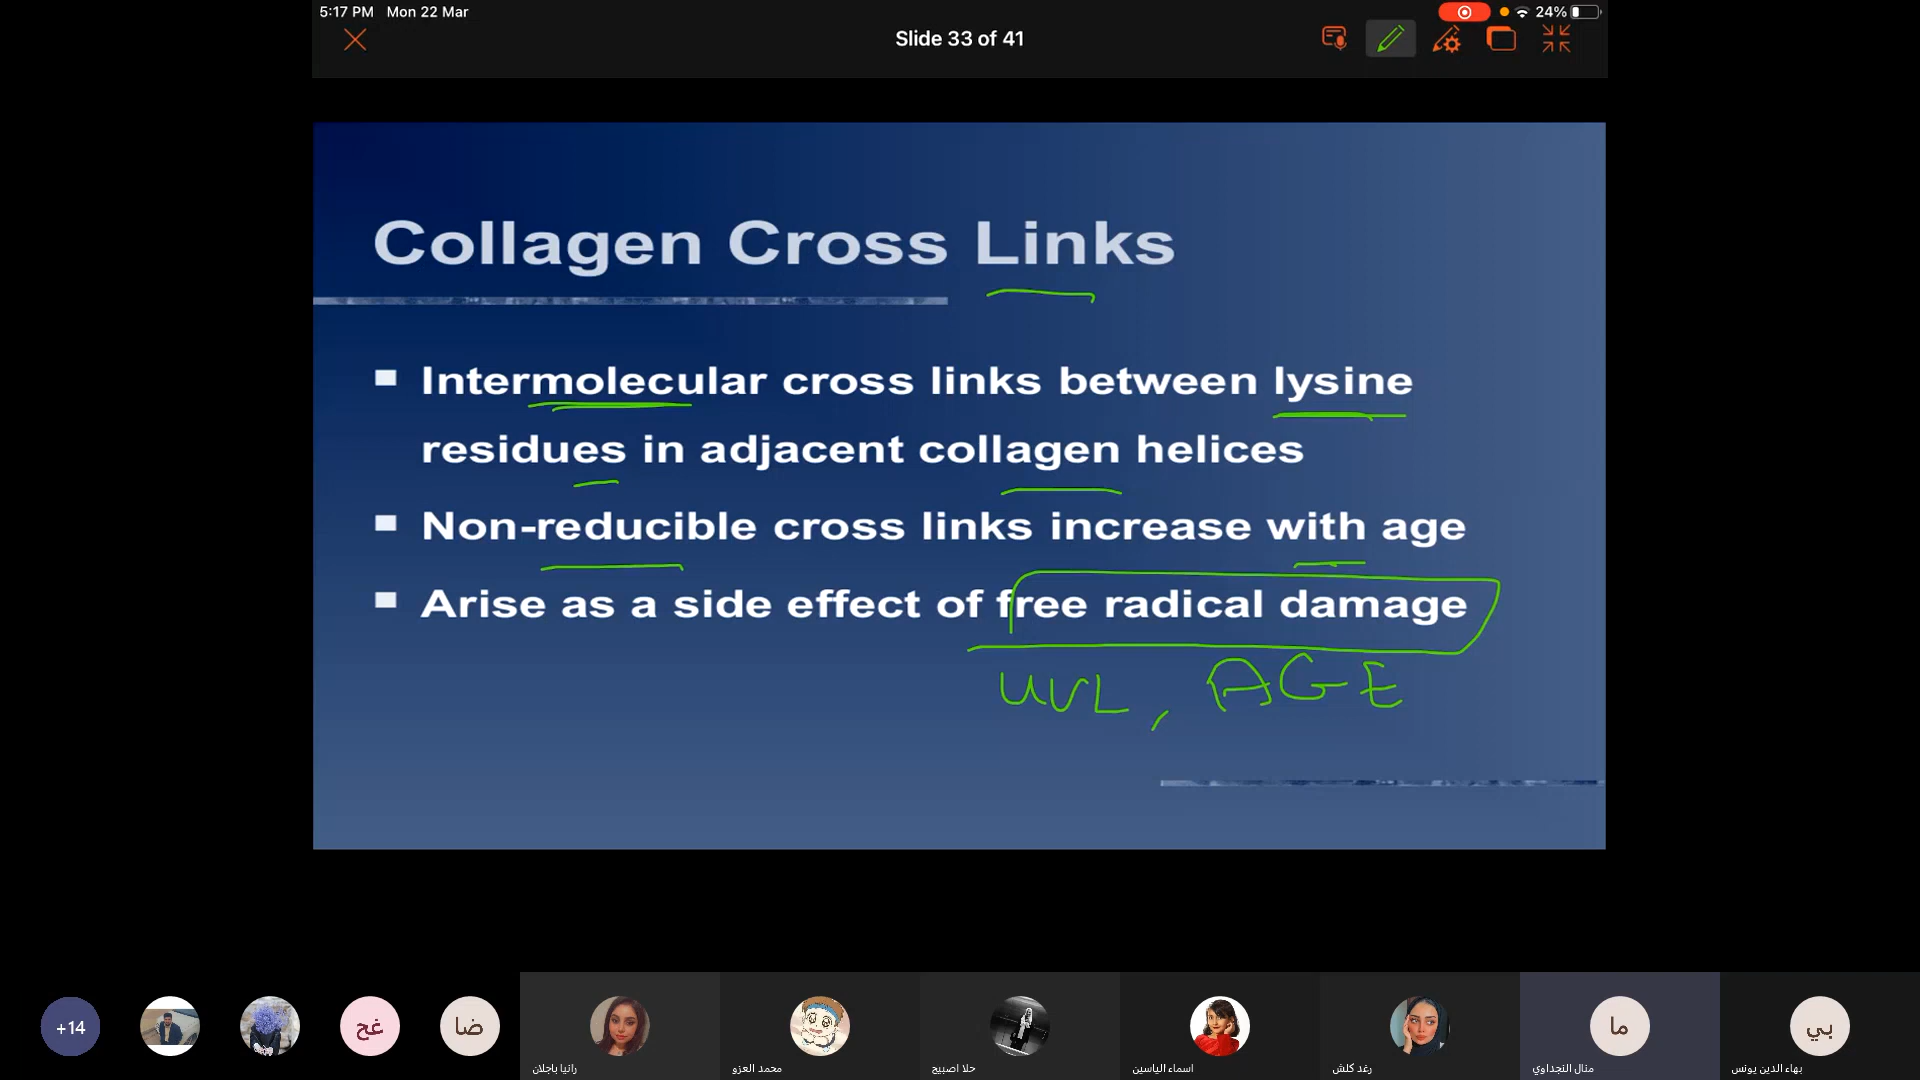 5:17 PM Mon 22 Mar
24%
Slide 33 of 41
Collagen Cross Links
Intermolecular cross links between lysine
residues in adjacent collagen helices
Non-reducible cross links increase with age
Arise as a side effect of free radical damage
UVL, AGE
+14
غح
ضا
ما
بي
رانيا باجلان
محمد العزو
حلا اصبيح
اسماء الياسين
رغد كلش
منال النجداوي
بهاء الدين يونس